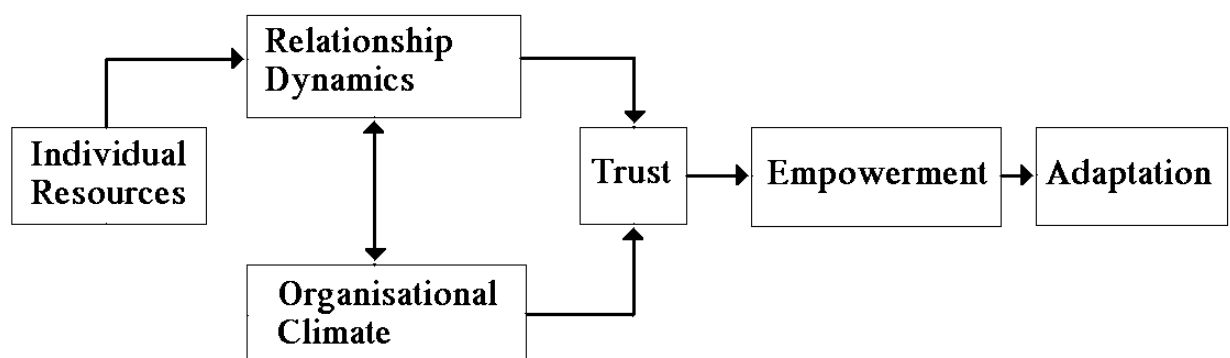 Relationship
Dynamics
Individual
Resources
Trust
Empowerment
Adaptation
Organisational
Climate